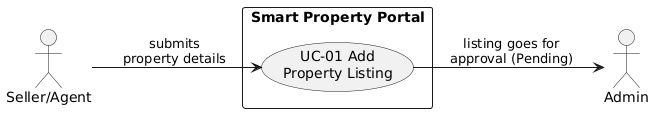 Smart Property Portal
submits
property details
UC-01 Add
Property Listing
listing goes for
approval (Pending)
Seller/Agent
Admin